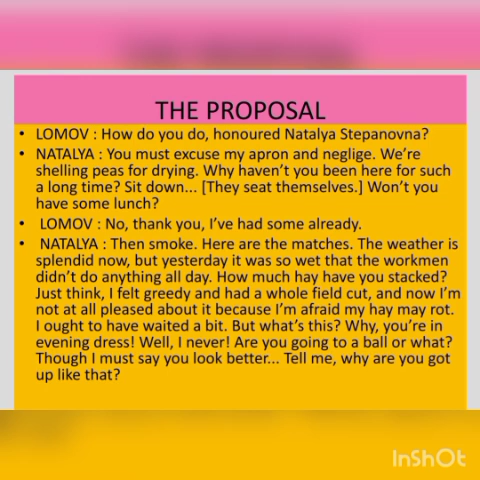 THE PROPOSAL
• LOMOV : How do you do, honoured Natalya Stepanovna?
• NATALYA : You must excuse my apron and neglige. We're
shelling peas for drying. Why haven't you been here for such
a long time? Sit down... [They seat themselves.] Won't you
have some lunch?
• LOMOV : No, thank you, I've had some already.
• NATALYA : Then smoke. Here are the matches. The weather is
splendid now, but yesterday it was so wet that the workmen
didn't do anything all day. How much hay have you stacked?
Just think, I felt greedy and had a whole field cut, and now I'm
not at all pleased about it because I'm afraid my hay may rot.
I ought to have waited a bit. But what's this? Why, you're in
evening dress! Well, I never! Are you going to a ball or what?
Though I must say you look better... Tell me, why are you got
up like that?
InShOt